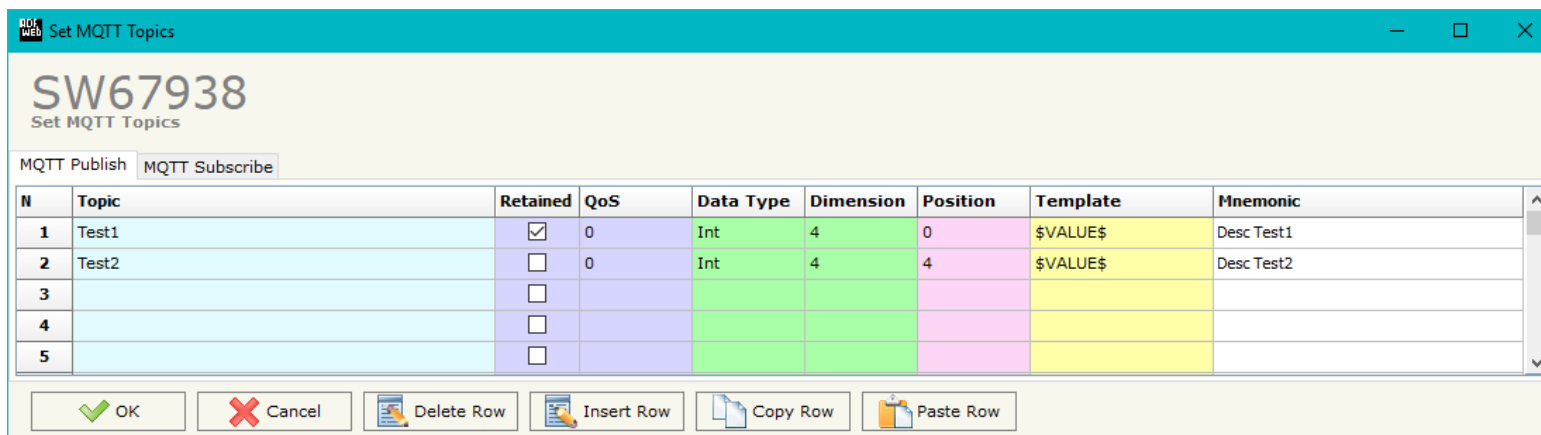 ADF WEB Set MQTT Topics
SW67938
Set MQTT Topics
MQTT Publish MQTT Subscribe
N Topic Retained QoS Data Type Dimension Position Template Mnemonic
1 Test1 0 Int 4 0 $VALUE$ Desc Test1
2 Test2 0 Int 4 4 $VALUE$ Desc Test2
3
4
5
OK Cancel Delete Row Insert Row Copy Row Paste Row